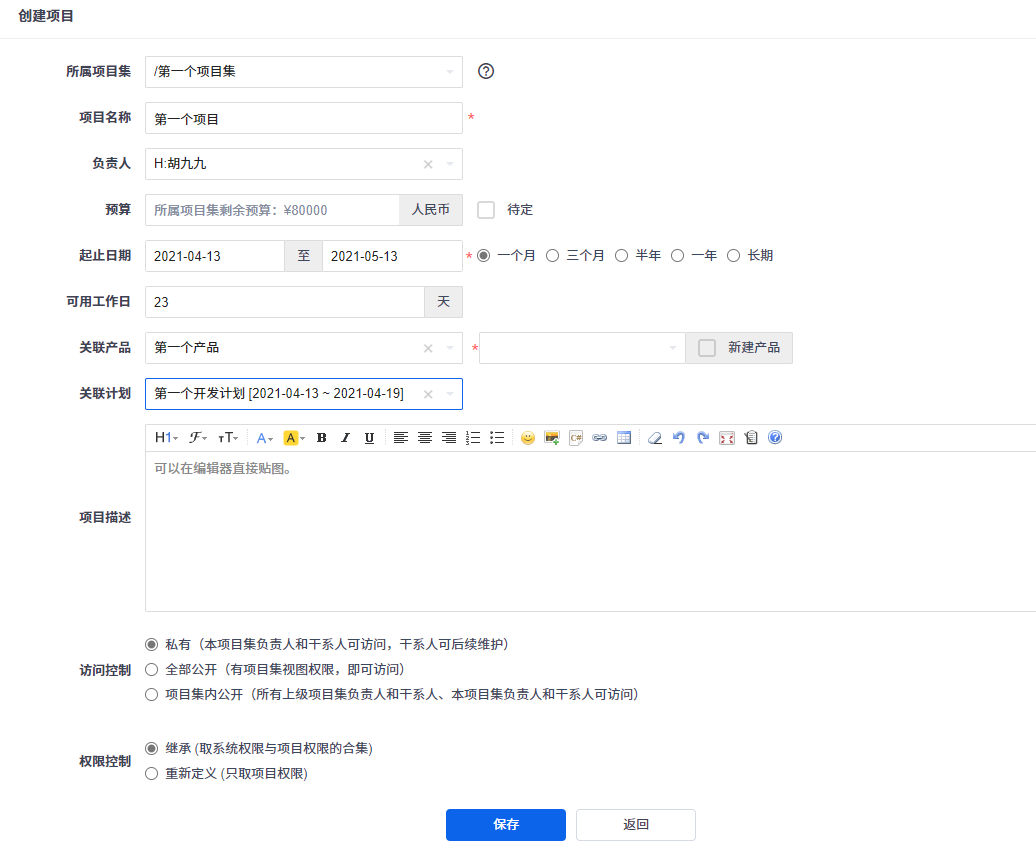 创建项目
所属项目集 /第一个项目集
项目名称 第一个项目 *
负责人 H:胡九九
预算 所属项目集剩余预算：¥80000 人民币 待定
起止日期 2021-04-13 至 2021-05-13 * 一个月 三个月 半年 一年 长期
可用工作日 23 天
关联产品 第一个产品 * 新建产品
关联计划 第一个开发计划 [2021-04-13 ~ 2021-04-19]
H1 ℱ тT A A B I U C#
可以在编辑器直接贴图。
项目描述
私有（本项目集负责人和干系人可访问，干系人可后续维护）
访问控制 全部公开（有项目集视图权限，即可访问）
项目集内公开（所有上级项目集负责人和干系人、本项目集负责人和干系人可访问）
继承 (取系统权限与项目权限的合集)
权限控制
重新定义 (只取项目权限)
保存 返回